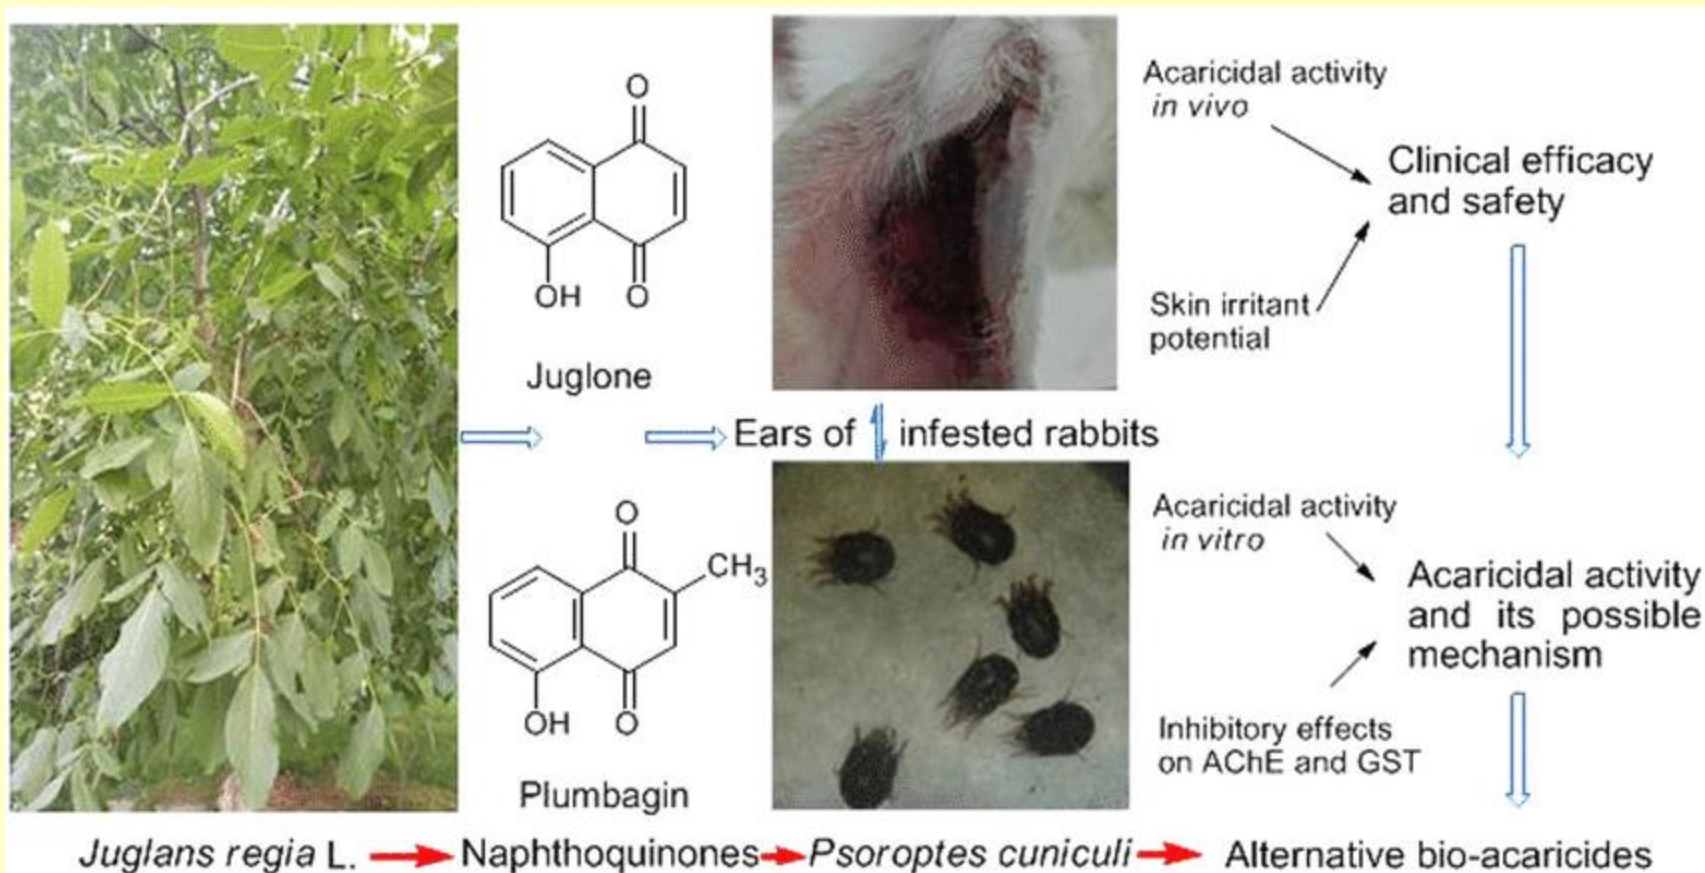 O
OH
O
Juglone
O
CH3
OH
O
Plumbagin
Ears of infested rabbits
Acaricidal activity
in vivo
Skin irritant
potential
Clinical efficacy
and safety
Acaricidal activity
in vitro
Inhibitory effects
on AChE and GST
Acaricidal activity
and its possible
mechanism
Juglans regia L. Naphthoquinones Psoroptes cuniculi Alternative bio-acaricides